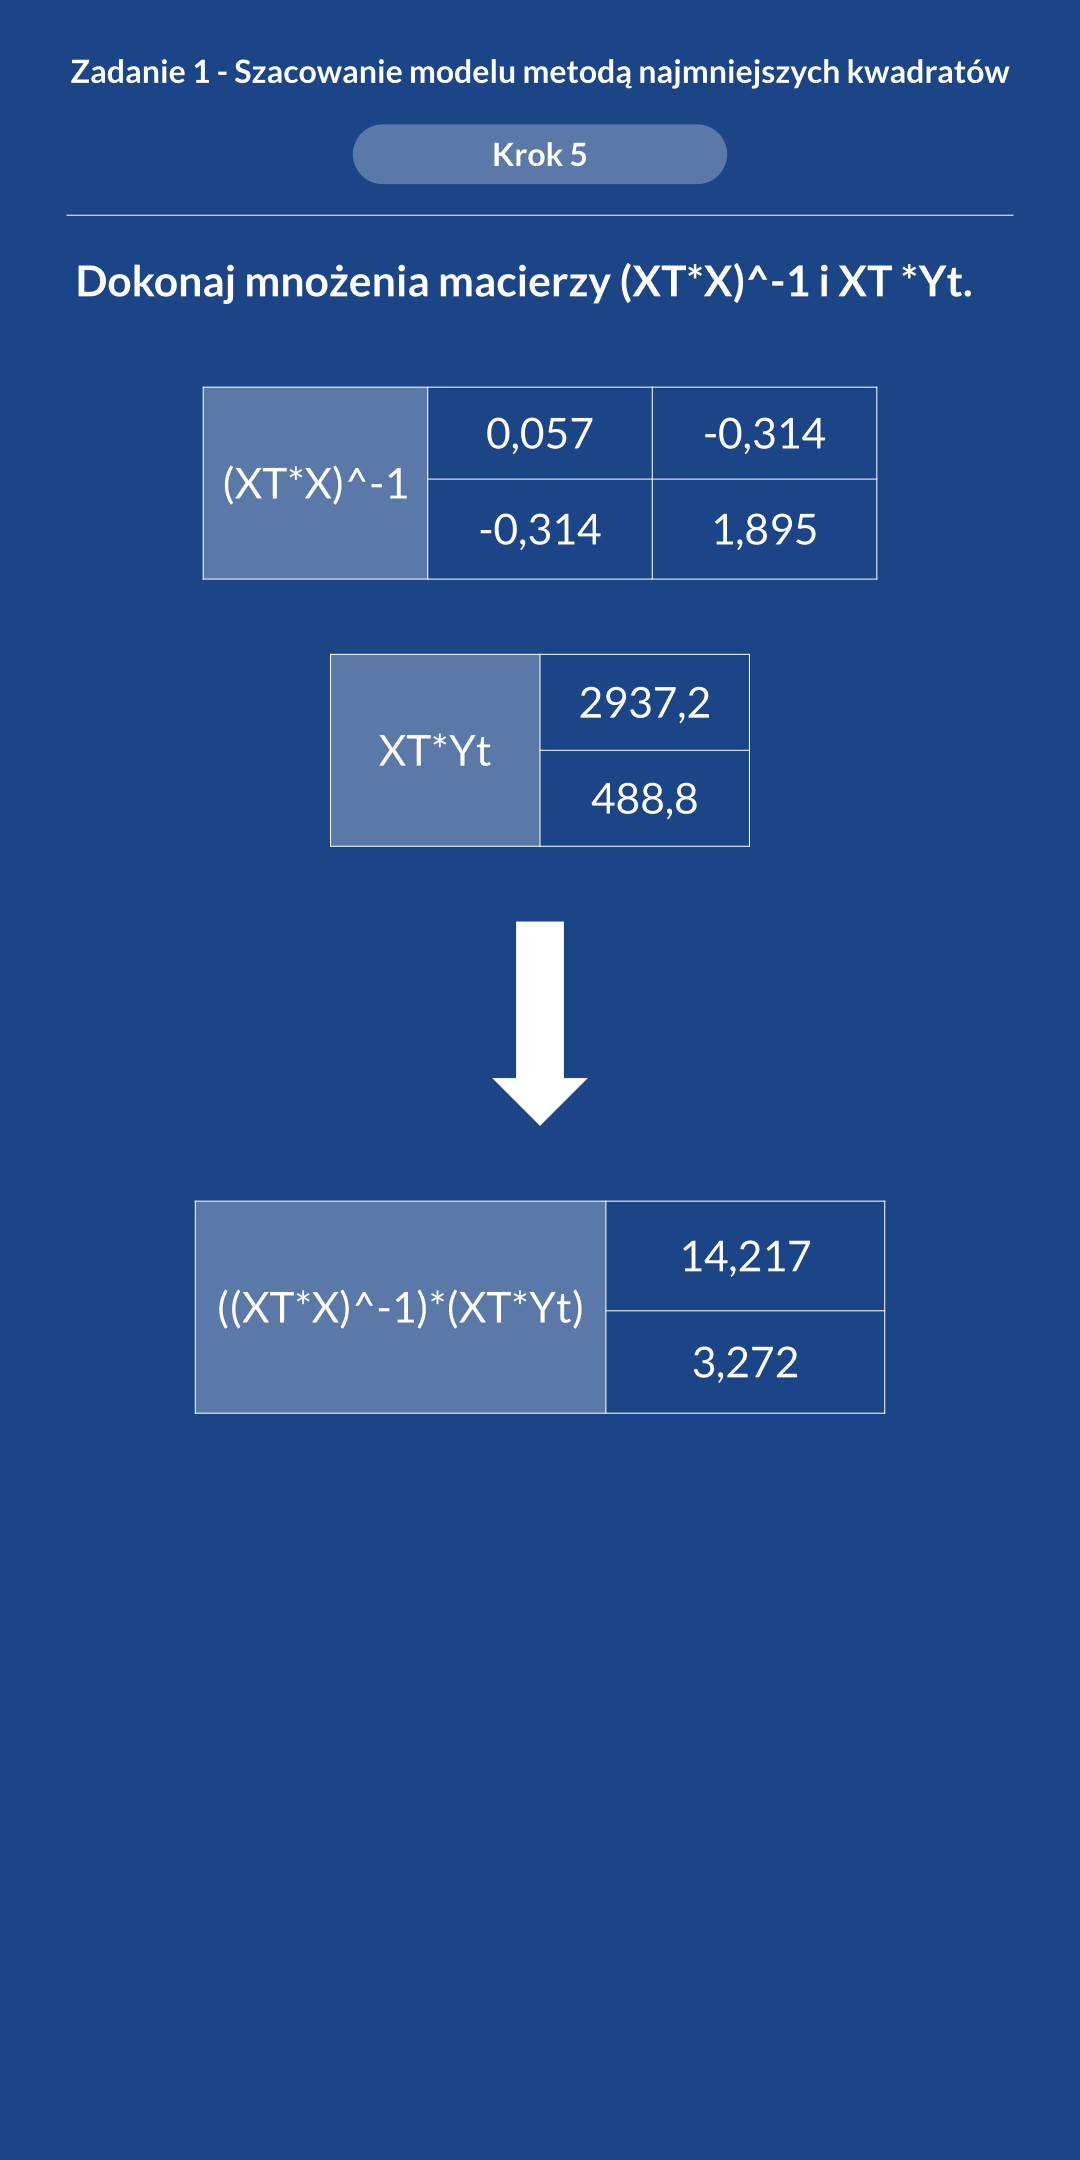 Zadanie 1 - Szacowanie modelu metodą najmniejszych kwadratów
Krok 5
Dokonaj mnożenia macierzy (XT*X)^-1 i XT *Yt.
(XT*X)^-1
0,057 -0,314
-0,314 1,895
XT*Yt
2937,2
488,8
((XT*X)^-1)*(XT*Yt)
14,217
3,272